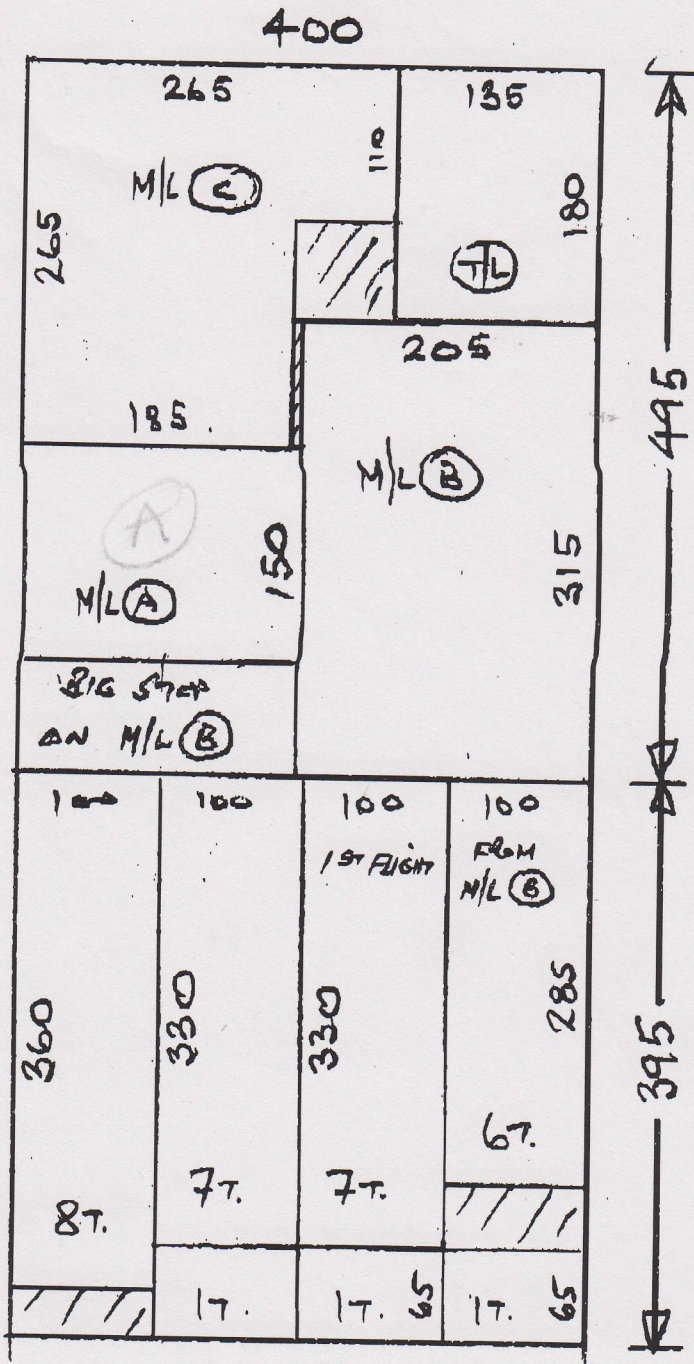 400
265
135
110
M/L C
265
180
T/L
205
185.
M/L B
495
A
150
315
M/L A
BIG STEP
ON M/L B
100
100
100
100
1ST FLIGHT
FROM
M/L B
360
330
330
285
395
6T.
7T.
7T.
8T.
1T.
1T.
65
1T.
65